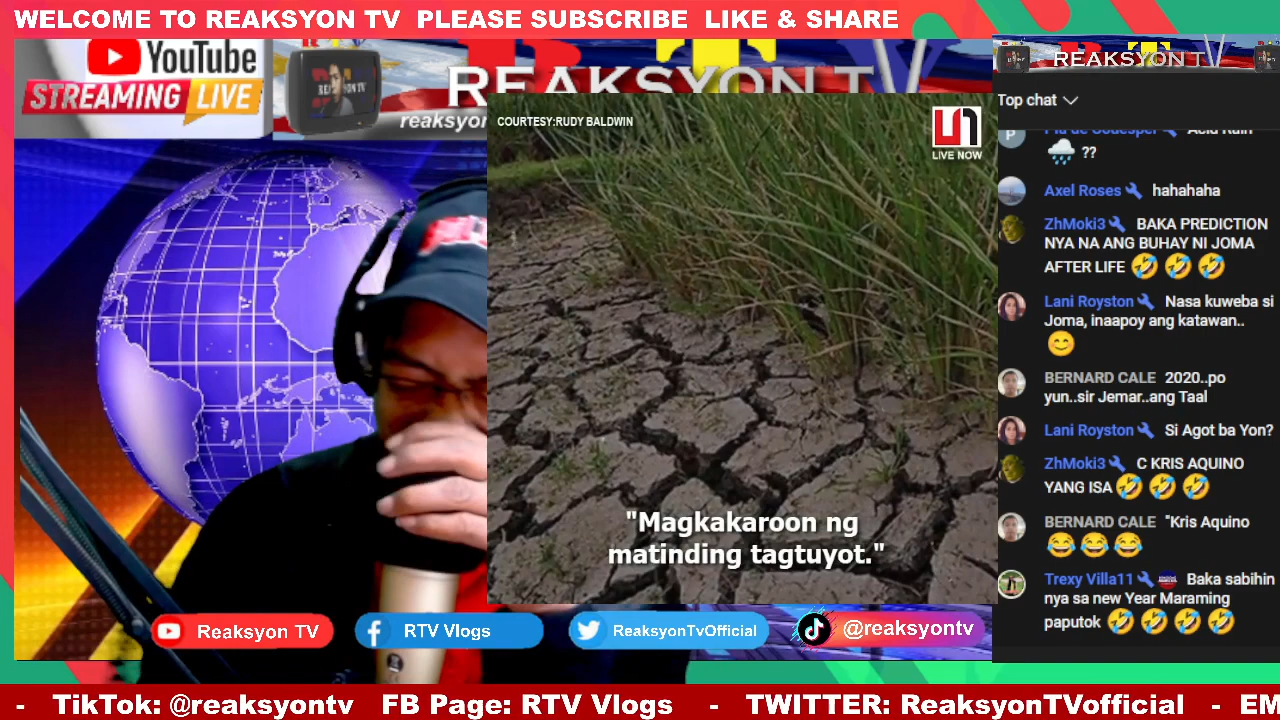 WELCOME TO REAKSYON TV PLEASE SUBSCRIBE LIKE & SHARE
YouTube
STREAMING LIVE
REAKSYON TV
reaksyon
COURTESY:RUDY BALDWIN
LIVE NOW
"Magkakaroon ng
matinding tagtuyot."
REAKSYON TV
Top chat
P
??
Axel Roses hahahaha
ZhMoki3 BAKA PREDICTION
NYA NA ANG BUHAY NI JOMA
AFTER LIFE 🤣 🤣 🤣
Lani Royston Nasa kuweba si
Joma, inaapoy ang katawan..
😊
BERNARD CALE 2020..po
yun..sir Jemar..ang Taal
Lani Royston Si Agot ba Yon?
ZhMoki3 C KRIS AQUINO
YANG ISA 🤣 🤣 🤣
BERNARD CALE "Kris Aquino
😂 😂 😂
Trexy Villa11 Baka sabihin
nya sa new Year Maraming
paputok 🤣 🤣 🤣 🤣
Reaksyon TV
RTV Vlogs
ReaksyonTvOfficial
@reaksyontv
- TikTok: @reaksyontv FB Page: RTV Vlogs - TWITTER: ReaksyonTVofficial - EM